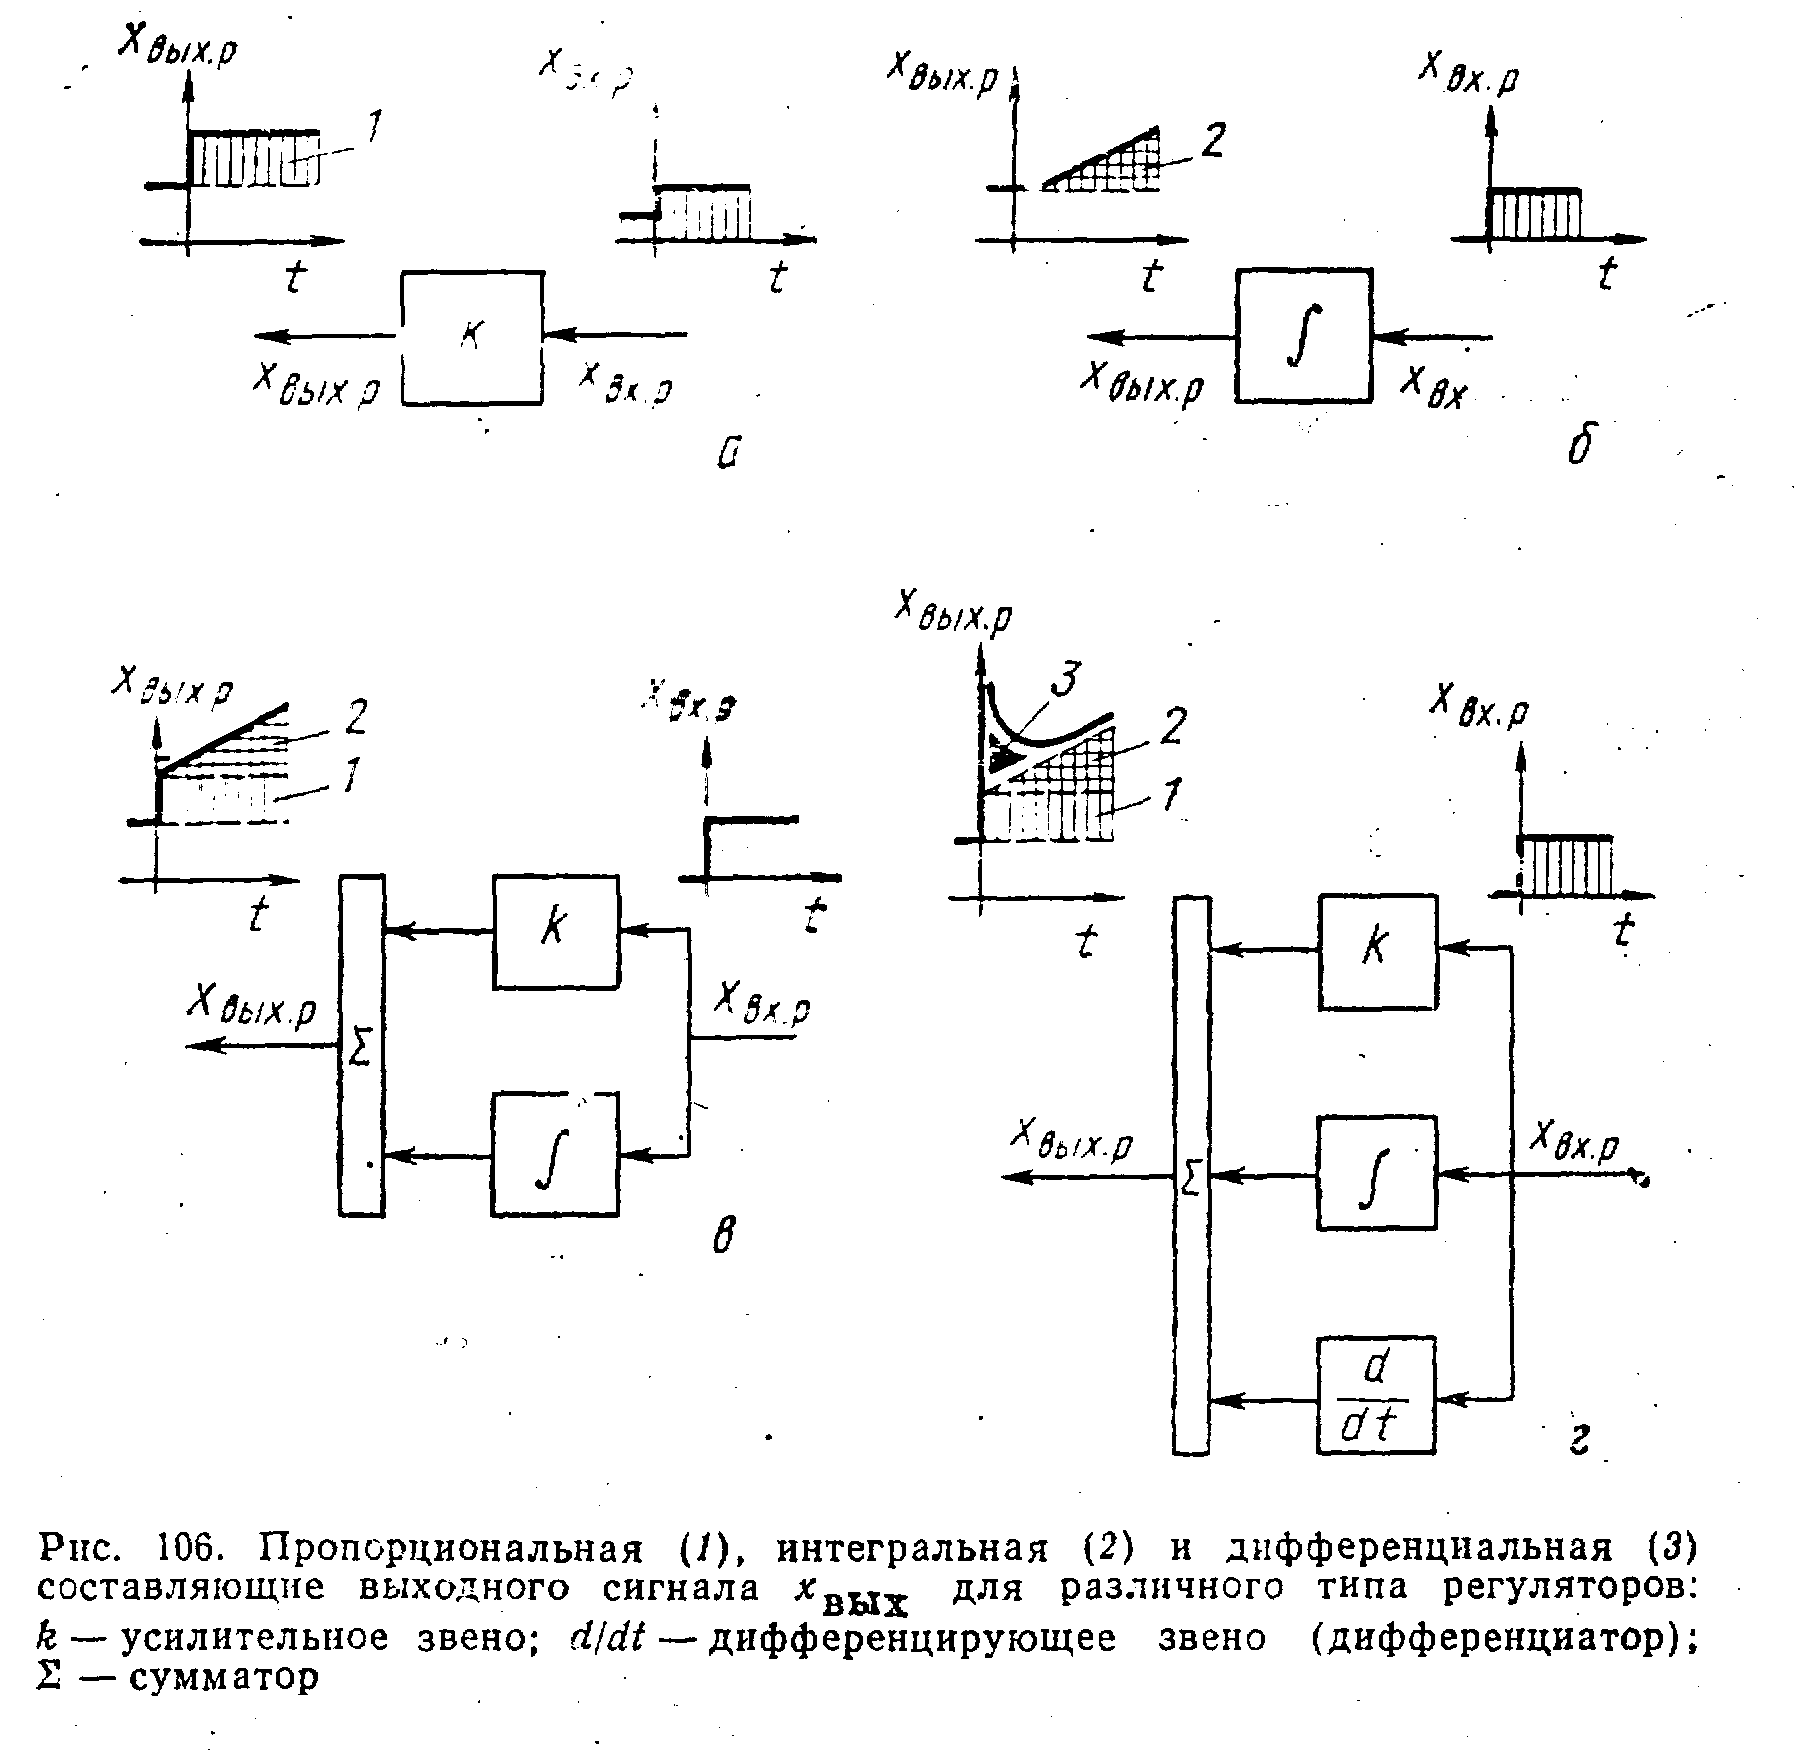 xвых.р
xвх.р
xвых.р
xвх.р
1
2
t
t
t
t
K
∫
xвых.р
xвх.р
xвых.р
xвх
а
б
xвых.р
xвых.р
3
xвх.р
2
2
1
1
t
t
t
t
k
k
xвых.р
xвх.р
Σ
∫
xвых.р
xвх.р
Σ
∫
в
d
dt
г
Рис. 106. Пропорциональная (1), интегральная (2) и дифференциальная (3)
составляющие выходного сигнала xвых для различного типа регуляторов:
k — усилительное звено; d/dt — дифференцирующее звено (дифференциатор);
Σ — сумматор